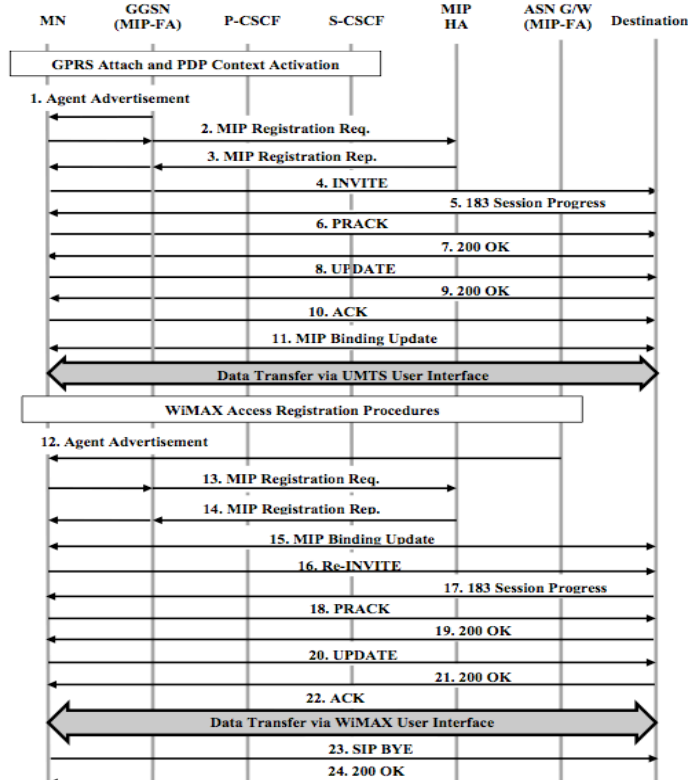 MN GGSN (MIP-FA) P-CSCF S-CSCF MIP HA ASN G/W (MIP-FA) Destination
GPRS Attach and PDP Context Activation
1. Agent Advertisement
2. MIP Registration Req.
3. MIP Registration Rep.
4. INVITE
5. 183 Session Progress
6. PRACK
7. 200 OK
8. UPDATE
9. 200 OK
10. ACK
11. MIP Binding Update
Data Transfer via UMTS User Interface
WiMAX Access Registration Procedures
12. Agent Advertisement
13. MIP Registration Req.
14. MIP Registration Rep.
15. MIP Binding Update
16. Re-INVITE
17. 183 Session Progress
18. PRACK
19. 200 OK
20. UPDATE
21. 200 OK
22. ACK
Data Transfer via WiMAX User Interface
23. SIP BYE
24. 200 OK